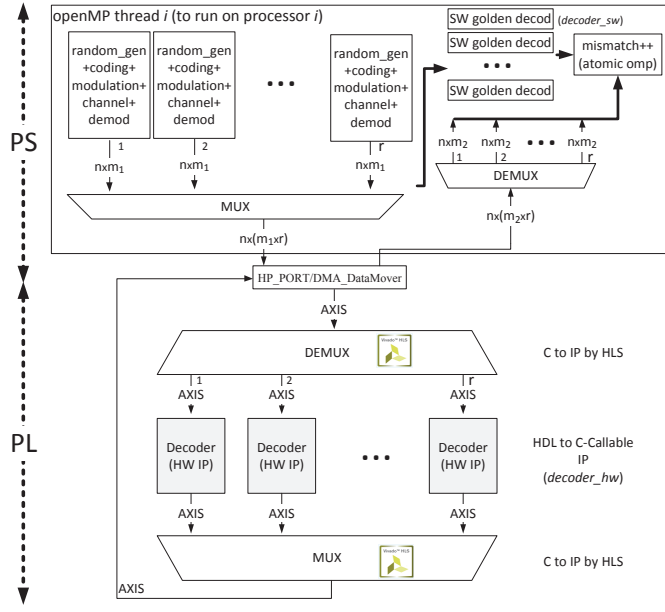 openMP thread i (to run on processor i)
random_gen
+coding+
modulation+
channel+
demod
random_gen
+coding+
modulation+
channel+
demod
random_gen
+coding+
modulation+
channel+
demod
SW golden decod
(decoder_sw)
SW golden decod
SW golden decod
mismatch++
(atomic omp)
PS
1
2
r
nxm1
nxm1
nxm1
MUX
nxm2
nxm2
nxm2
1
2
r
DEMUX
nx(m1xr)
nx(m2xr)
HP_PORT/DMA_DataMover
AXIS
DEMUX
Vivado™ HLS
C to IP by HLS
1
2
r
AXIS
AXIS
AXIS
PL
Decoder
(HW IP)
Decoder
(HW IP)
Decoder
(HW IP)
HDL to C-Callable
IP
(decoder_hw)
AXIS
AXIS
AXIS
MUX
Vivado™ HLS
C to IP by HLS
AXIS